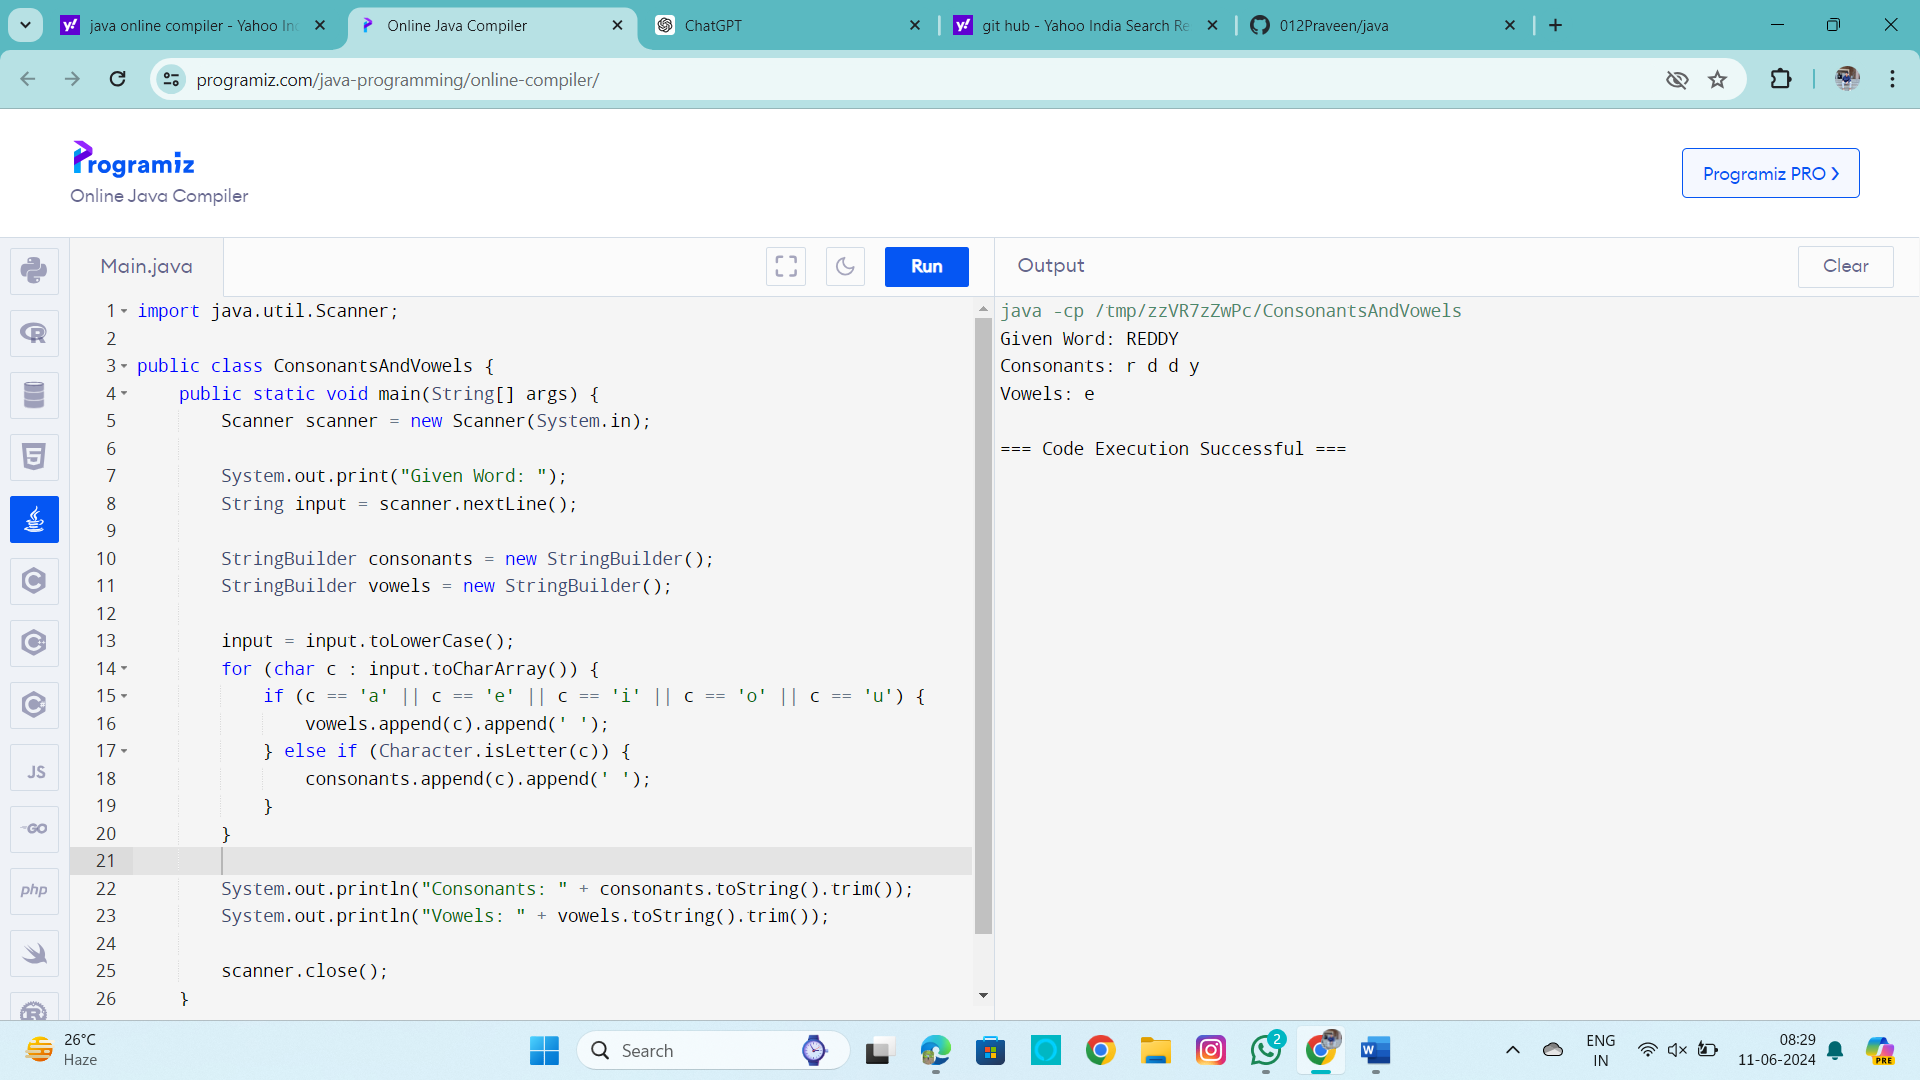 java online compiler - Yahoo In
Online Java Compiler
ChatGPT
git hub - Yahoo India Search Re
012Praveen/java
programiz.com/java-programming/online-compiler/
Programiz
Online Java Compiler
Programiz PRO
Main.java
Run
Output
Clear
1 import java.util.Scanner;
2
3 public class ConsonantsAndVowels {
4 public static void main(String[] args) {
5 Scanner scanner = new Scanner(System.in);
6
7 System.out.print("Given Word: ");
8 String input = scanner.nextLine();
9
10 StringBuilder consonants = new StringBuilder();
11 StringBuilder vowels = new StringBuilder();
12
13 input = input.toLowerCase();
14 for (char c : input.toCharArray()) {
15 if (c == 'a' || c == 'e' || c == 'i' || c == 'o' || c == 'u') {
16 vowels.append(c).append(' ');
17 } else if (Character.isLetter(c)) {
18 consonants.append(c).append(' ');
19 }
20 }
21
22 System.out.println("Consonants: " + consonants.toString().trim());
23 System.out.println("Vowels: " + vowels.toString().trim());
24
25 scanner.close();
26 }
java -cp /tmp/zzVR7zZwPc/ConsonantsAndVowels
Given Word: REDDY
Consonants: r d d y
Vowels: e
=== Code Execution Successful ===
JS
GO
php
26°C
Haze
Search
2
W
ENG
IN
08:29
11-06-2024
PRE